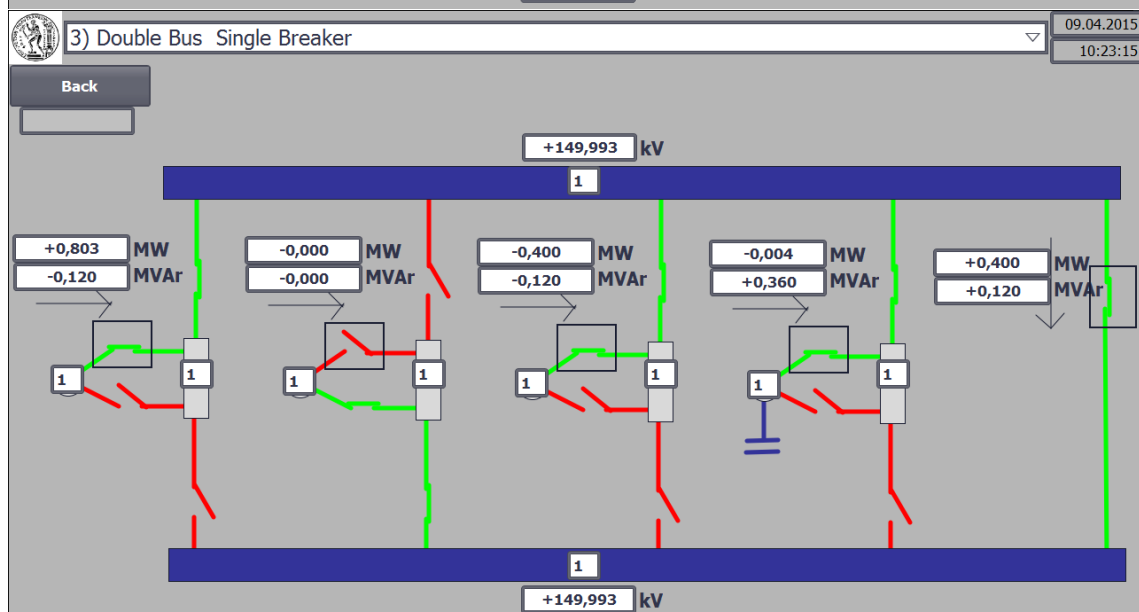 3) Double Bus Single Breaker
09.04.2015
10:23:15
Back
+149,993 kV
1
+0,803 MW
-0,120 MVAr
-0,000 MW
-0,000 MVAr
-0,400 MW
-0,120 MVAr
-0,004 MW
+0,360 MVAr
+0,400 MW
+0,120 MVAr
1 1 1 1 1 1 1 1
1
+149,993 kV